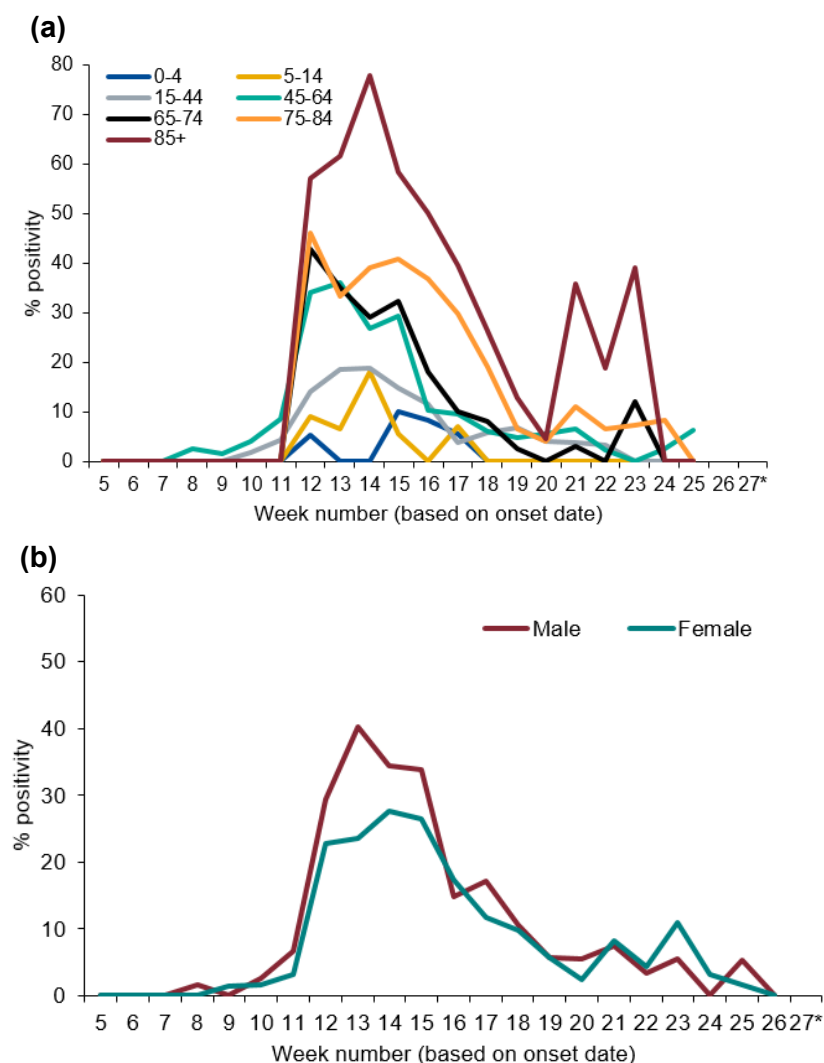 (a)
80
70
60
50
40
30
20
10
0
% positivity
0-4 5-14
15-44 45-64
65-74 75-84
85+
5 6 7 8 9 10 11 12 13 14 15 16 17 18 19 20 21 22 23 24 25 26 27*
Week number (based on onset date)
(b)
60
50
40
30
20
10
0
% positivity
Male Female
5 6 7 8 9 10 11 12 13 14 15 16 17 18 19 20 21 22 23 24 25 26 27*
Week number (based on onset date)